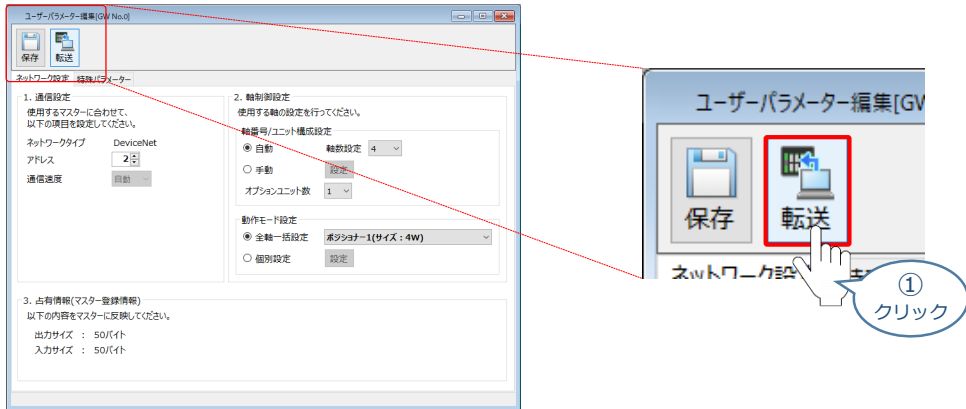 ユーザーパラメーター編集[GW No.0]
保存
転送
ネットワーク設定
特殊パラメーター
1. 通信設定
使用するマスターに合わせて、
以下の項目を設定してください。
ネットワークタイプ DeviceNet
アドレス 2
通信速度 自動
2. 軸制御設定
使用する軸の設定を行ってください。
軸番号/ユニット構成設定
自動 軸数設定 4
手動 設定
オプションユニット数 1
動作モード設定
全軸一括設定 ポジショナー1(サイズ:4W)
個別設定 設定
3. 占有情報(マスター登録情報)
以下の内容をマスターに反映してください。
出力サイズ : 50バイト
入力サイズ : 50バイト
ユーザーパラメーター編集[GW
保存
転送
ネットワーク設
①
クリック